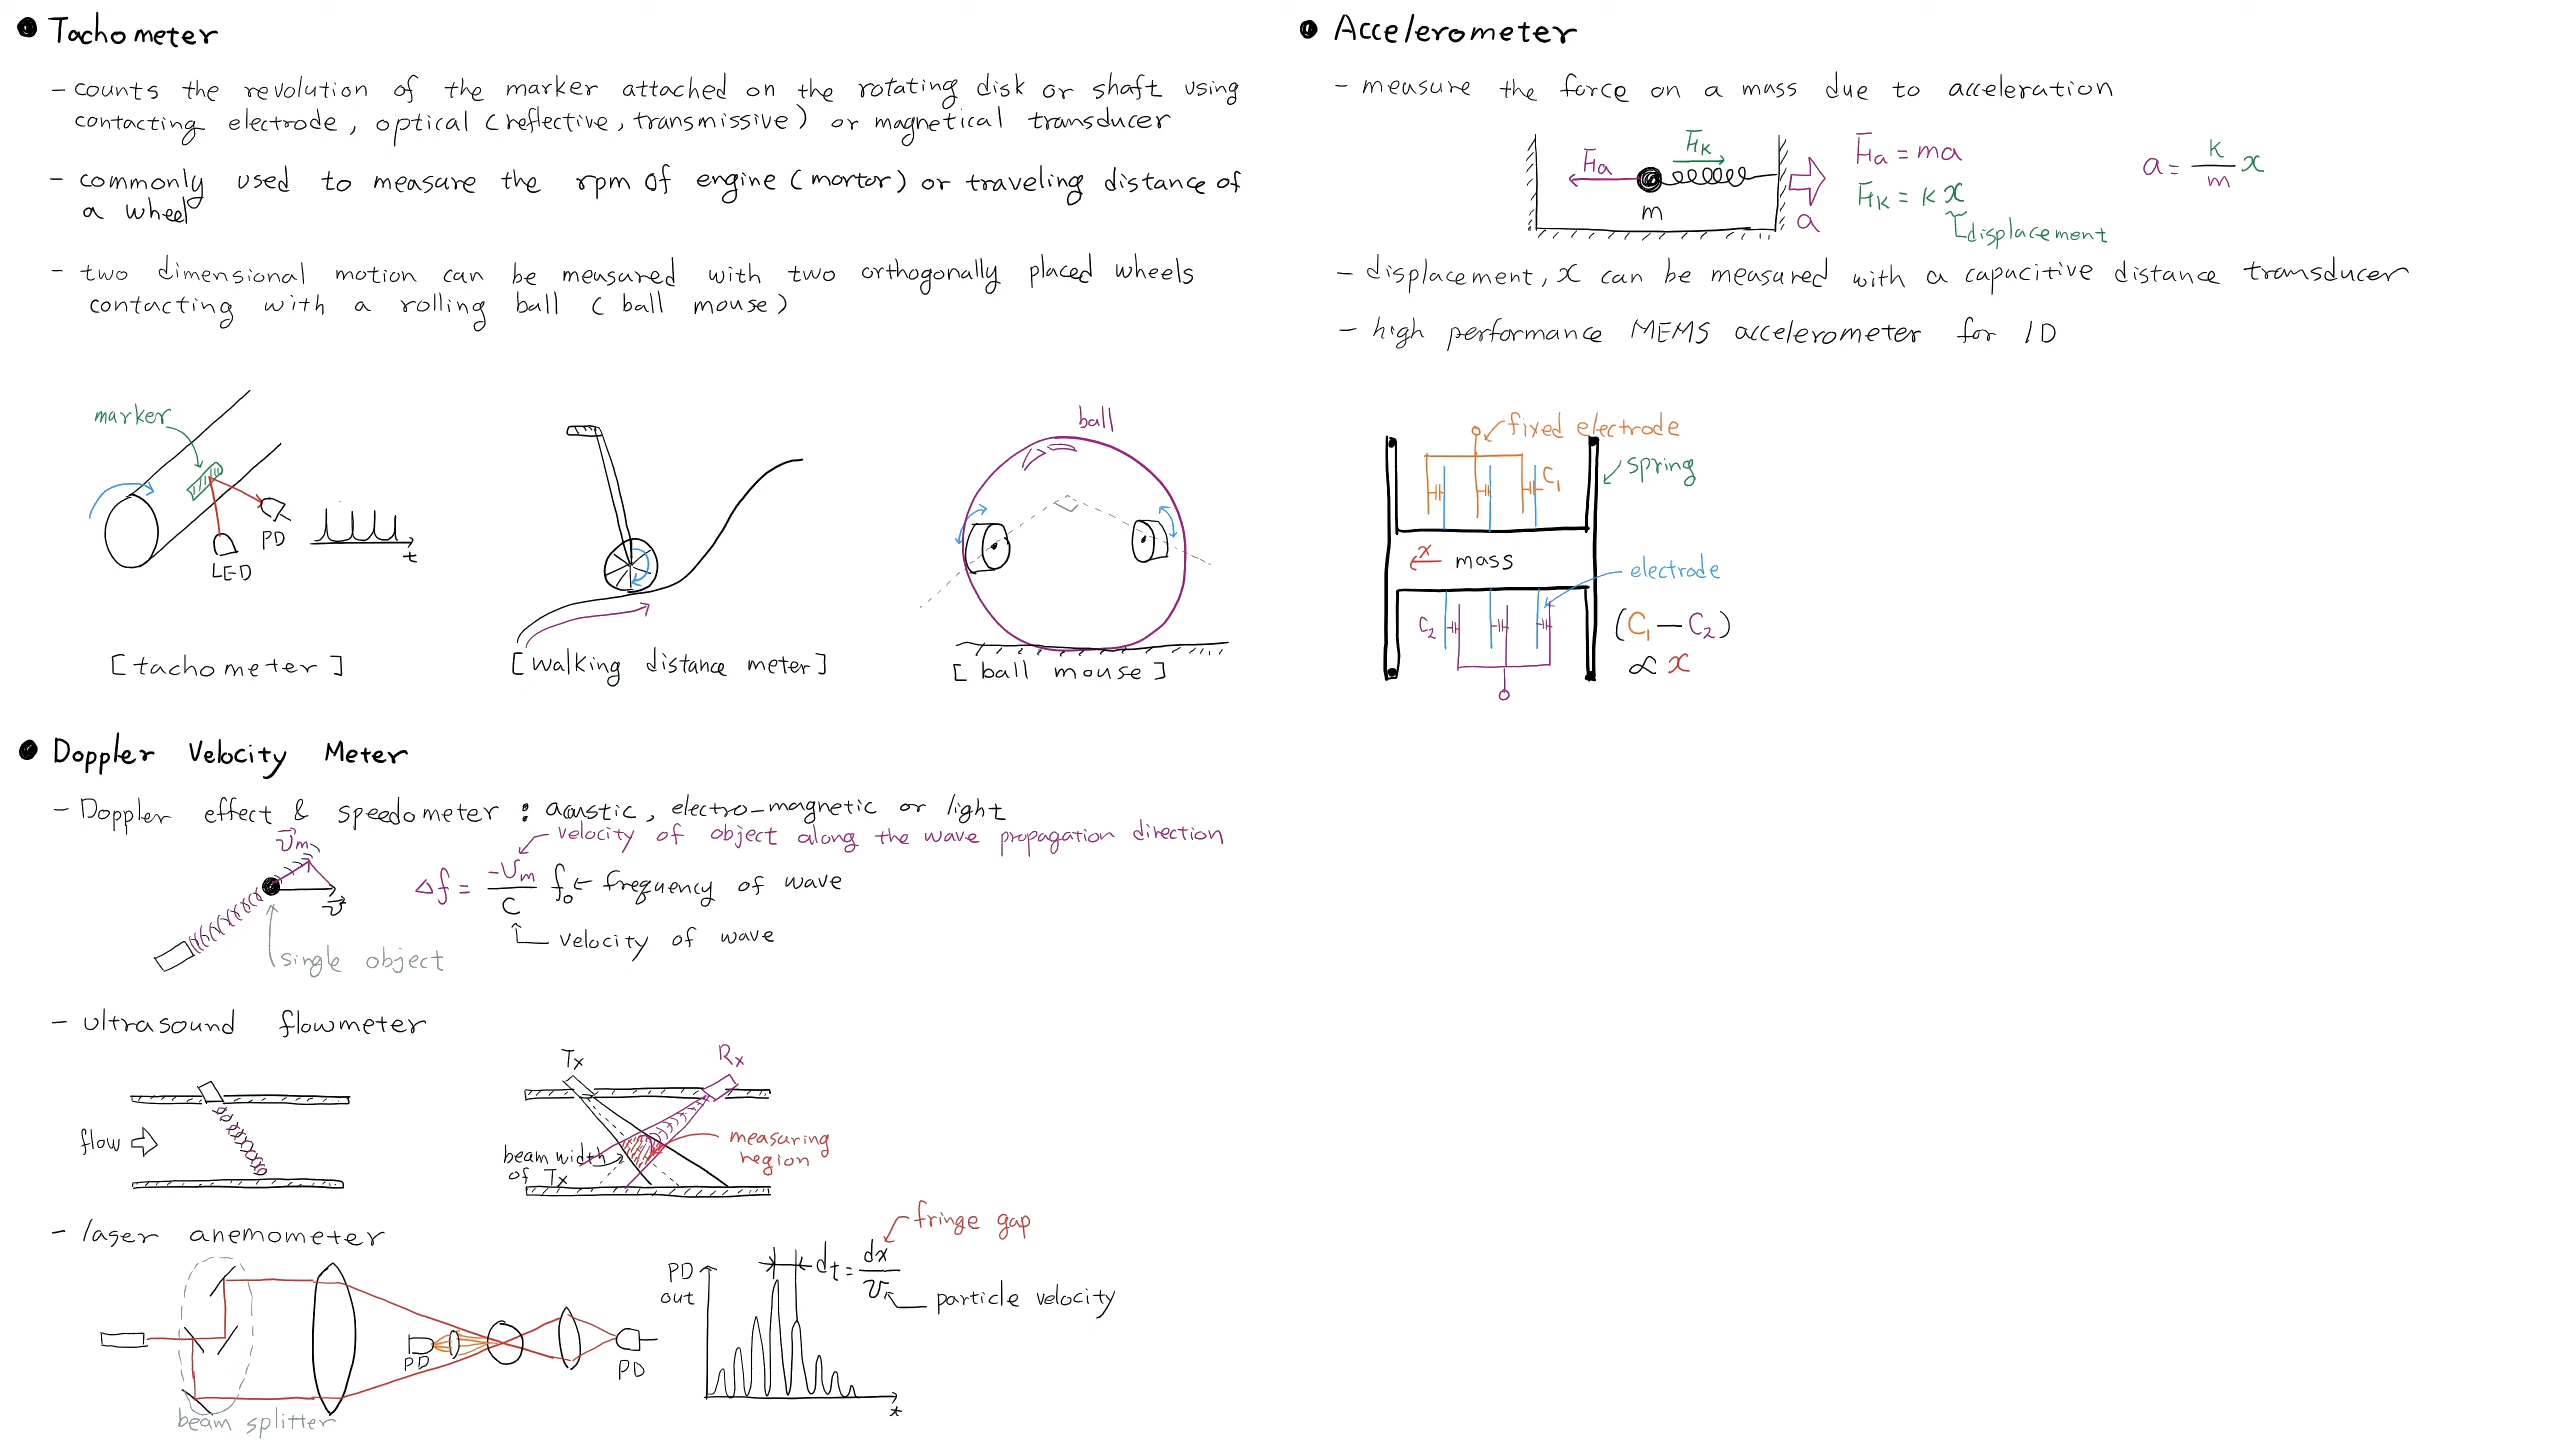 ● Tachometer
- counts the revolution of the marker attached on the rotating disk or shaft using
contacting electrode, optical (reflective, transmissive) or magnetical transducer
- commonly used to measure the rpm of engine (mortor) or traveling distance of
a wheel
- two dimensional motion can be measured with two orthogonally placed wheels
contacting with a rolling ball ( ball mouse )
marker
PD
LED
t
[ tachometer ]
[ walking distance meter ]
ball
[ ball mouse ]
● Doppler Velocity Meter
- Doppler effect & speedometer : acoustic, electro-magnetic or light
velocity of object along the wave propagation direction
v⃗m
v⃗
single object
Δf = -vm/c f₀ ← frequency of wave
velocity of wave
- ultrasound flowmeter
flow ⇨
Tx
Rx
beam width
of Tx
measuring
region
- laser anemometer
beam splitter
PD
PD
PD
out
dt = dx/v
fringe gap
particle velocity
t
● Accelerometer
- measure the force on a mass due to acceleration
Fa
Fk
m
a
Fa = ma
Fk = k x
displacement
a = k/m x
- displacement, x can be measured with a capacitive distance transducer
- high performance MEMS accelerometer for 1D
fixed electrode
spring
C₁
x
mass
electrode
C₂
(C₁ - C₂)
∝ x